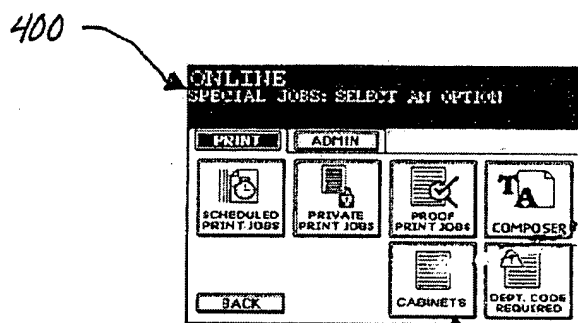 400
ONLINE
SPECIAL JOBS: SELECT AN OPTION
PRINT ADMIN
SCHEDULED PRINT JOBS
PRIVATE PRINT JOBS
PROOF PRINT JOBS
TA
COMPOSER
BACK
CABINETS
DEPT. CODE REQUIRED